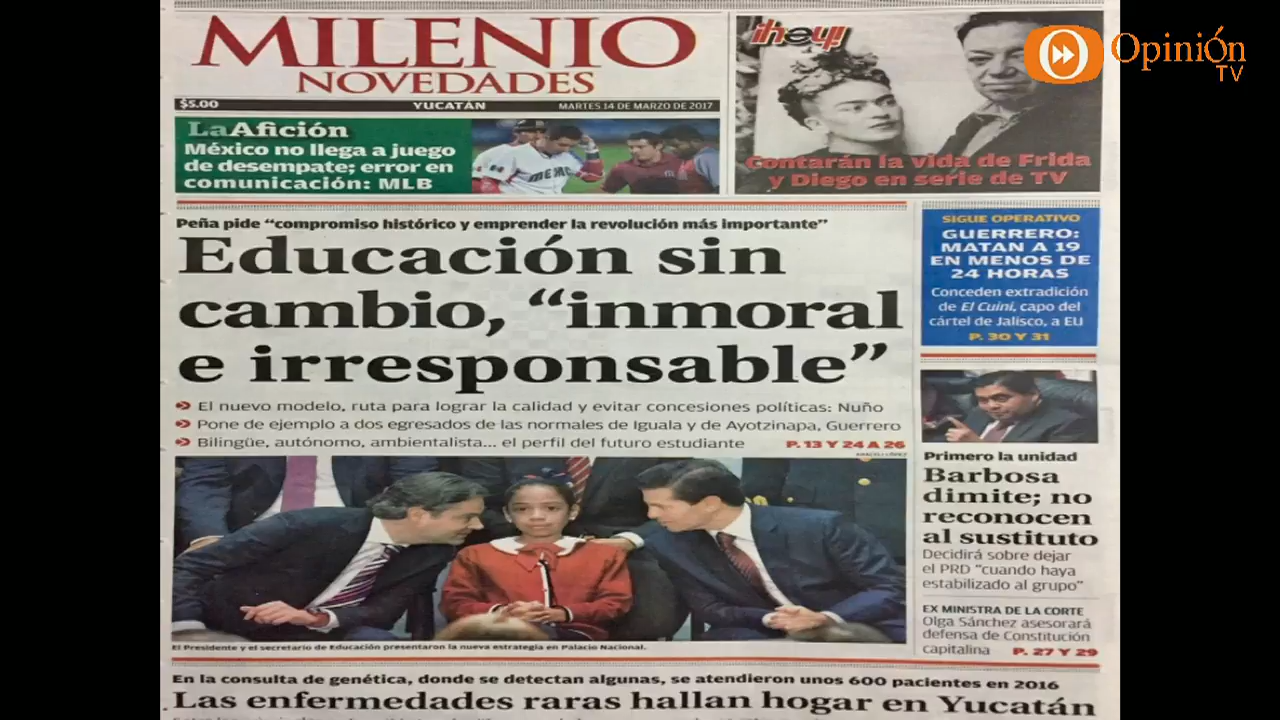 MILENIO
NOVEDADES
$5.00 YUCATÁN MARTES 14 DE MARZO DE 2017
LaAfición
México no llega a juego
de desempate; error en
comunicación: MLB
¡hey!
Contarán la vida de Frida
y Diego en serie de TV
Opinión
TV
Peña pide “compromiso histórico y emprender la revolución más importante”
Educación sin
cambio, “inmoral
e irresponsable”
El nuevo modelo, ruta para lograr la calidad y evitar concesiones políticas: Nuño
Pone de ejemplo a dos egresados de las normales de Iguala y de Ayotzinapa, Guerrero
Bilingüe, autónomo, ambientalista... el perfil del futuro estudiante P. 13 Y 24 A 26
El Presidente y el secretario de Educación presentaron la nueva estrategia en Palacio Nacional.
SIGUE OPERATIVO
GUERRERO:
MATAN A 19
EN MENOS DE
24 HORAS
Conceden extradición
de El Cuini, capo del
cártel de Jalisco, a EU
P. 30 Y 31
Primero la unidad
Barbosa
dimite; no
reconocen
al sustituto
Decidirá sobre dejar
el PRD “cuando haya
estabilizado al grupo”
EX MINISTRA DE LA CORTE
Olga Sánchez asesorará
defensa de Constitución
capitalina P. 27 Y 29
En la consulta de genética, donde se detectan algunas, se atendieron unos 600 pacientes en 2016
Las enfermedades raras hallan hogar en Yucatán